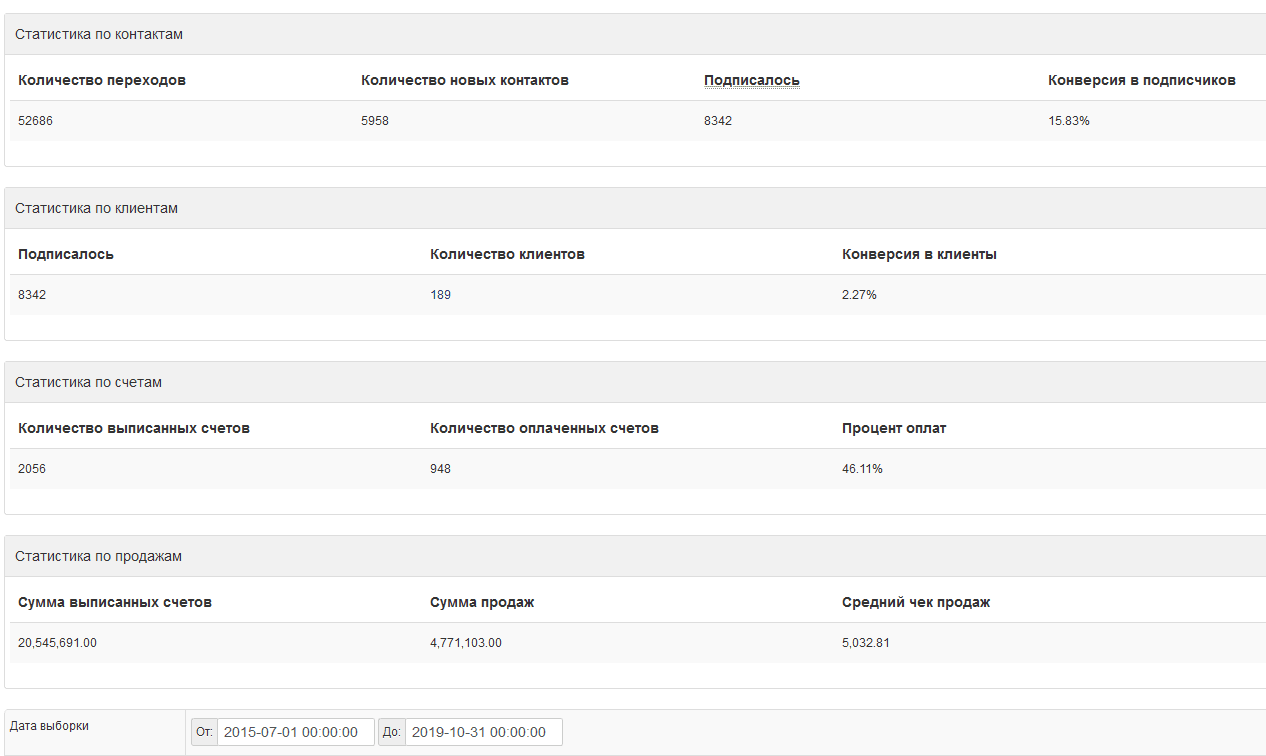 Статистика по контактам
Количество переходов Количество новых контактов Подписалось Конверсия в подписчиков
52686 5958 8342 15.83%
Статистика по клиентам
Подписалось Количество клиентов Конверсия в клиенты
8342 189 2.27%
Статистика по счетам
Количество выписанных счетов Количество оплаченных счетов Процент оплат
2056 948 46.11%
Статистика по продажам
Сумма выписанных счетов Сумма продаж Средний чек продаж
20,545,691.00 4,771,103.00 5,032.81
Дата выборки От: 2015-07-01 00:00:00 До: 2019-10-31 00:00:00